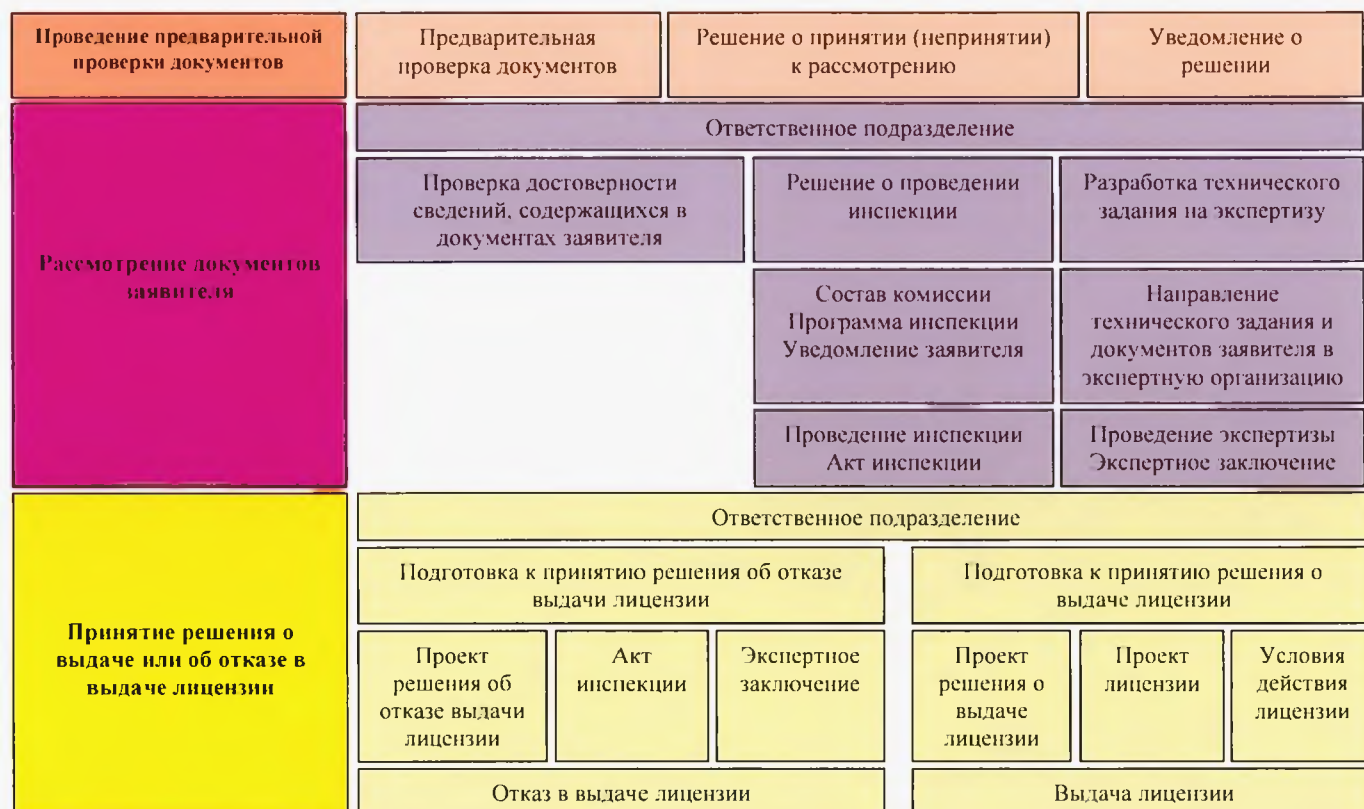 Проведение предварительной
проверки документов
Предварительная
проверка документов
Решение о принятии (непринятии)
к рассмотрению
Уведомление о
решении
Рассмотрение документов
заявителя
Ответственное подразделение
Проверка достоверности
сведений, содержащихся в
документах заявителя
Решение о проведении
инспекции
Разработка технического
задания на экспертизу
Состав комиссии
Программа инспекции
Уведомление заявителя
Направление
технического задания и
документов заявителя в
экспертную организацию
Проведение инспекции
Акт инспекции
Проведение экспертизы
Экспертное заключение
Принятие решения о
выдаче или об отказе в
выдаче лицензии
Ответственное подразделение
Подготовка к принятию решения об отказе
выдачи лицензии
Подготовка к принятию решения о
выдаче лицензии
Проект
решения об
отказе выдачи
лицензии
Акт
инспекции
Экспертное
заключение
Проект
решения о
выдаче
лицензии
Проект
лицензии
Условия
действия
лицензии
Отказ в выдаче лицензии
Выдача лицензии